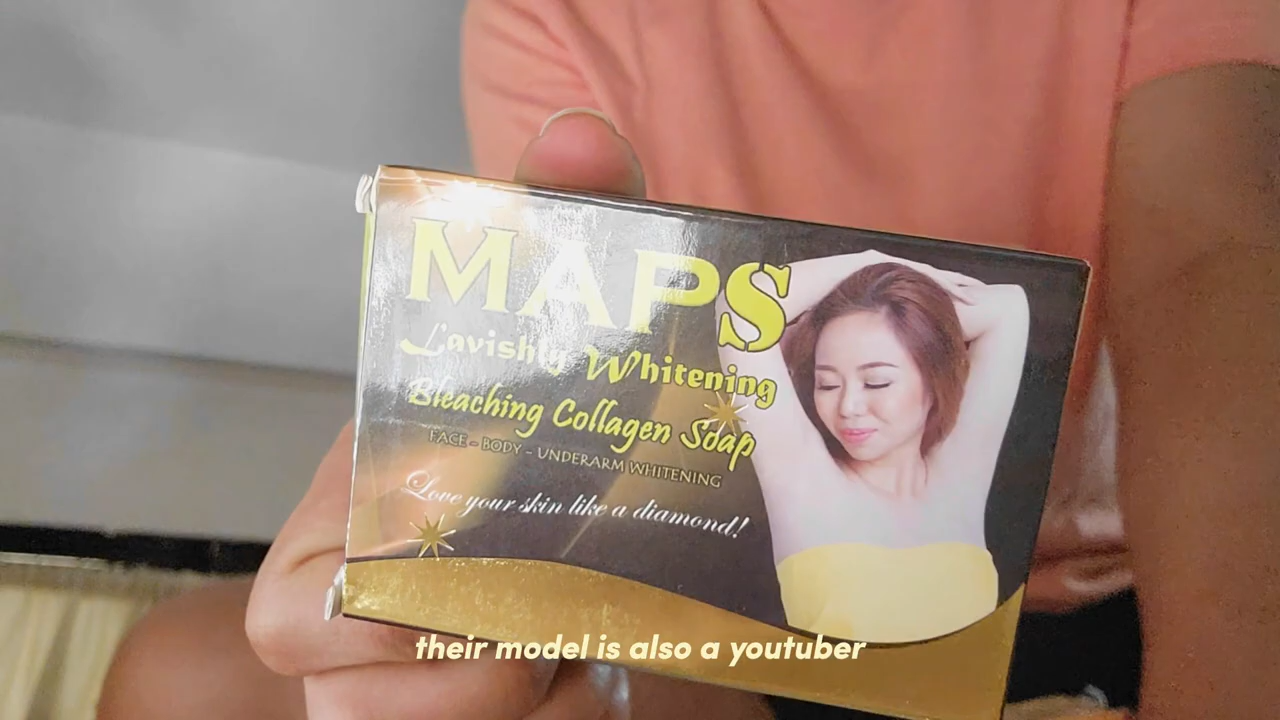 MAPS
Lavishly Whitening
Bleaching Collagen Soap
FACE - BODY - UNDERARM WHITENING
Love your skin like a diamond!
their model is also a youtuber